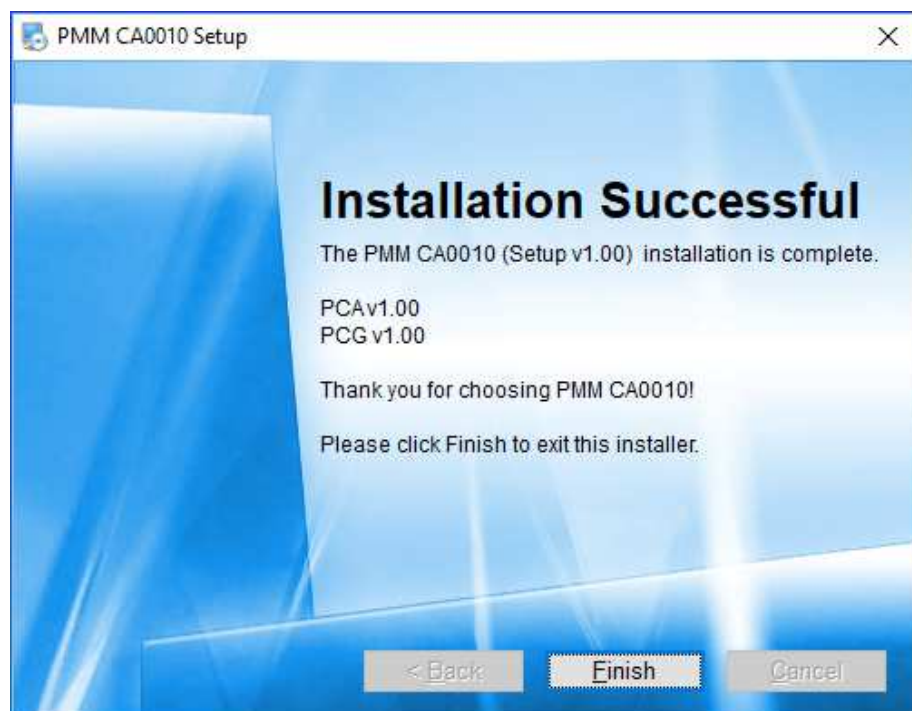 PMM CA0010 Setup
Installation Successful
The PMM CA0010 (Setup v1.00) installation is complete.
PCA v1.00
PCG v1.00
Thank you for choosing PMM CA0010!
Please click Finish to exit this installer.
< Back Finish Cancel